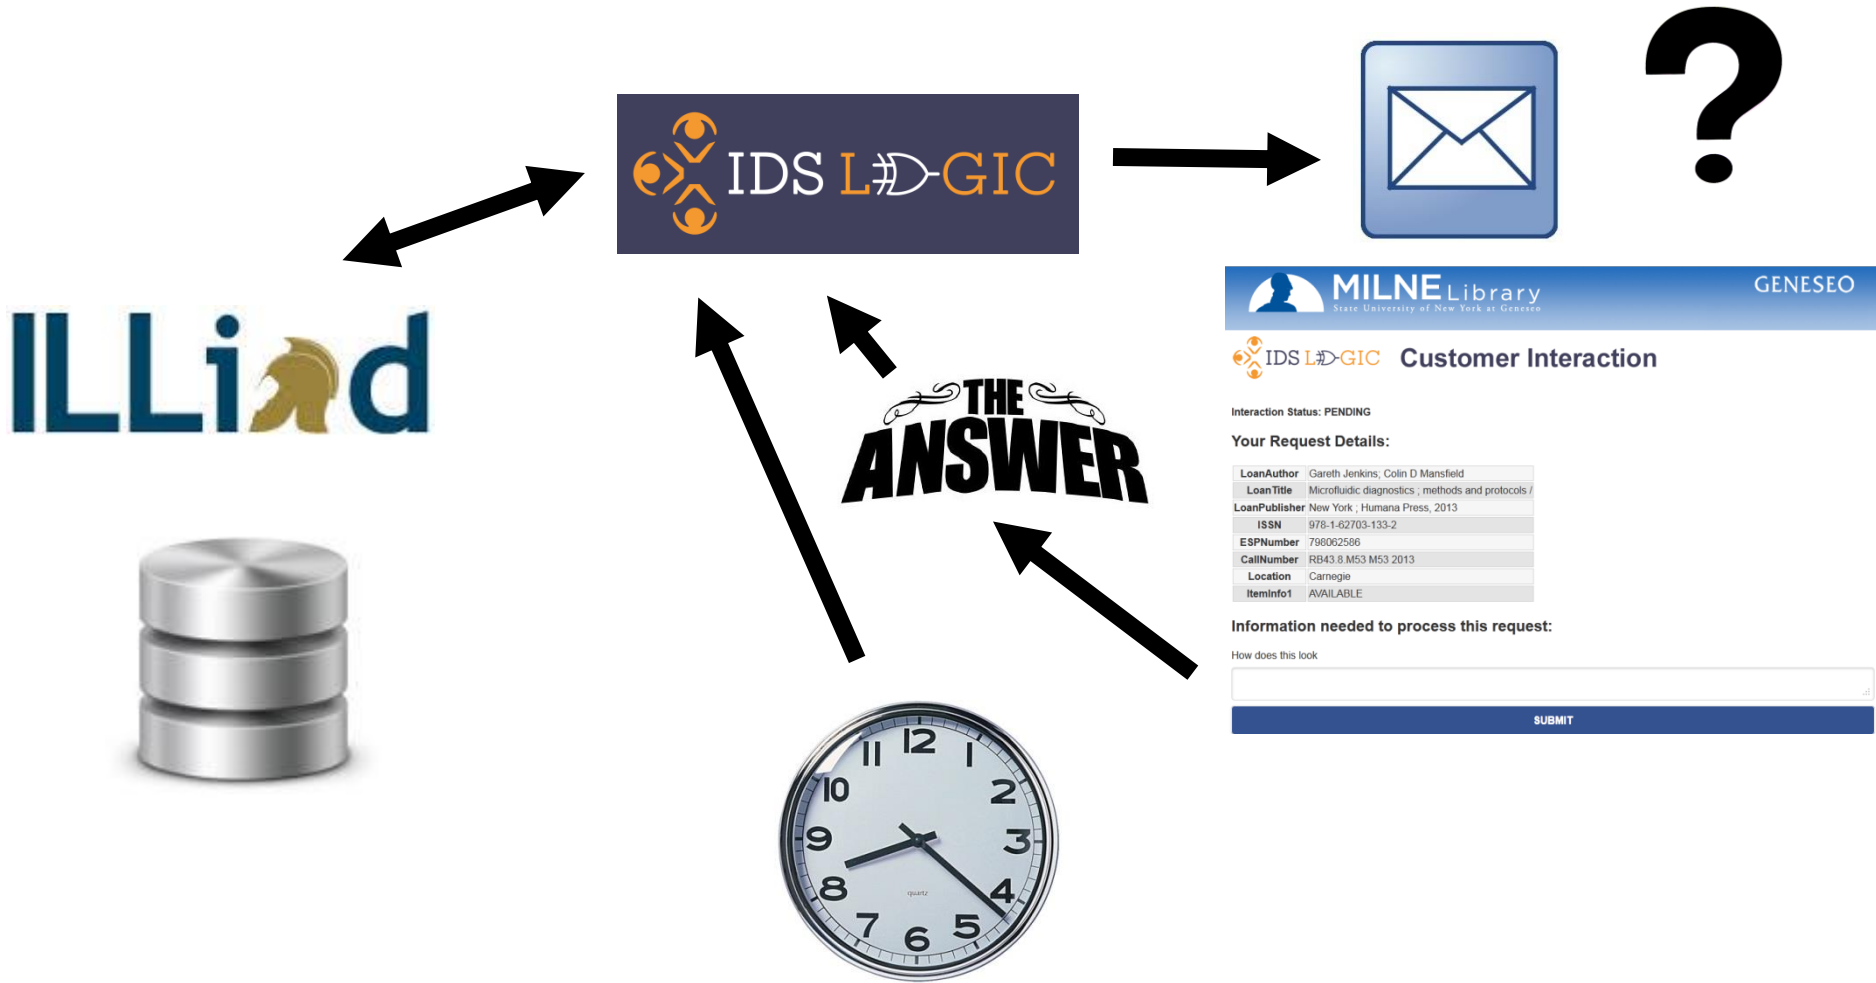 IDS LOGIC
?
ILLiad
MILNE Library
State University of New York at Geneseo
GENESEO
IDS LOGIC Customer Interaction
Interaction Status: PENDING
Your Request Details:
LoanAuthor Gareth Jenkins; Colin D Mansfield
LoanTitle Microfluidic diagnostics ; methods and protocols /
LoanPublisher New York ; Humana Press, 2013
ISSN 978-1-62703-133-2
ESPNumber 798062586
CallNumber RB43.8.M53 M53 2013
Location Carnegie
ItemInfo1 AVAILABLE
Information needed to process this request:
How does this look
SUBMIT
THE
ANSWER
12
1
2
3
4
5
6
7
8
9
10
11
quartz